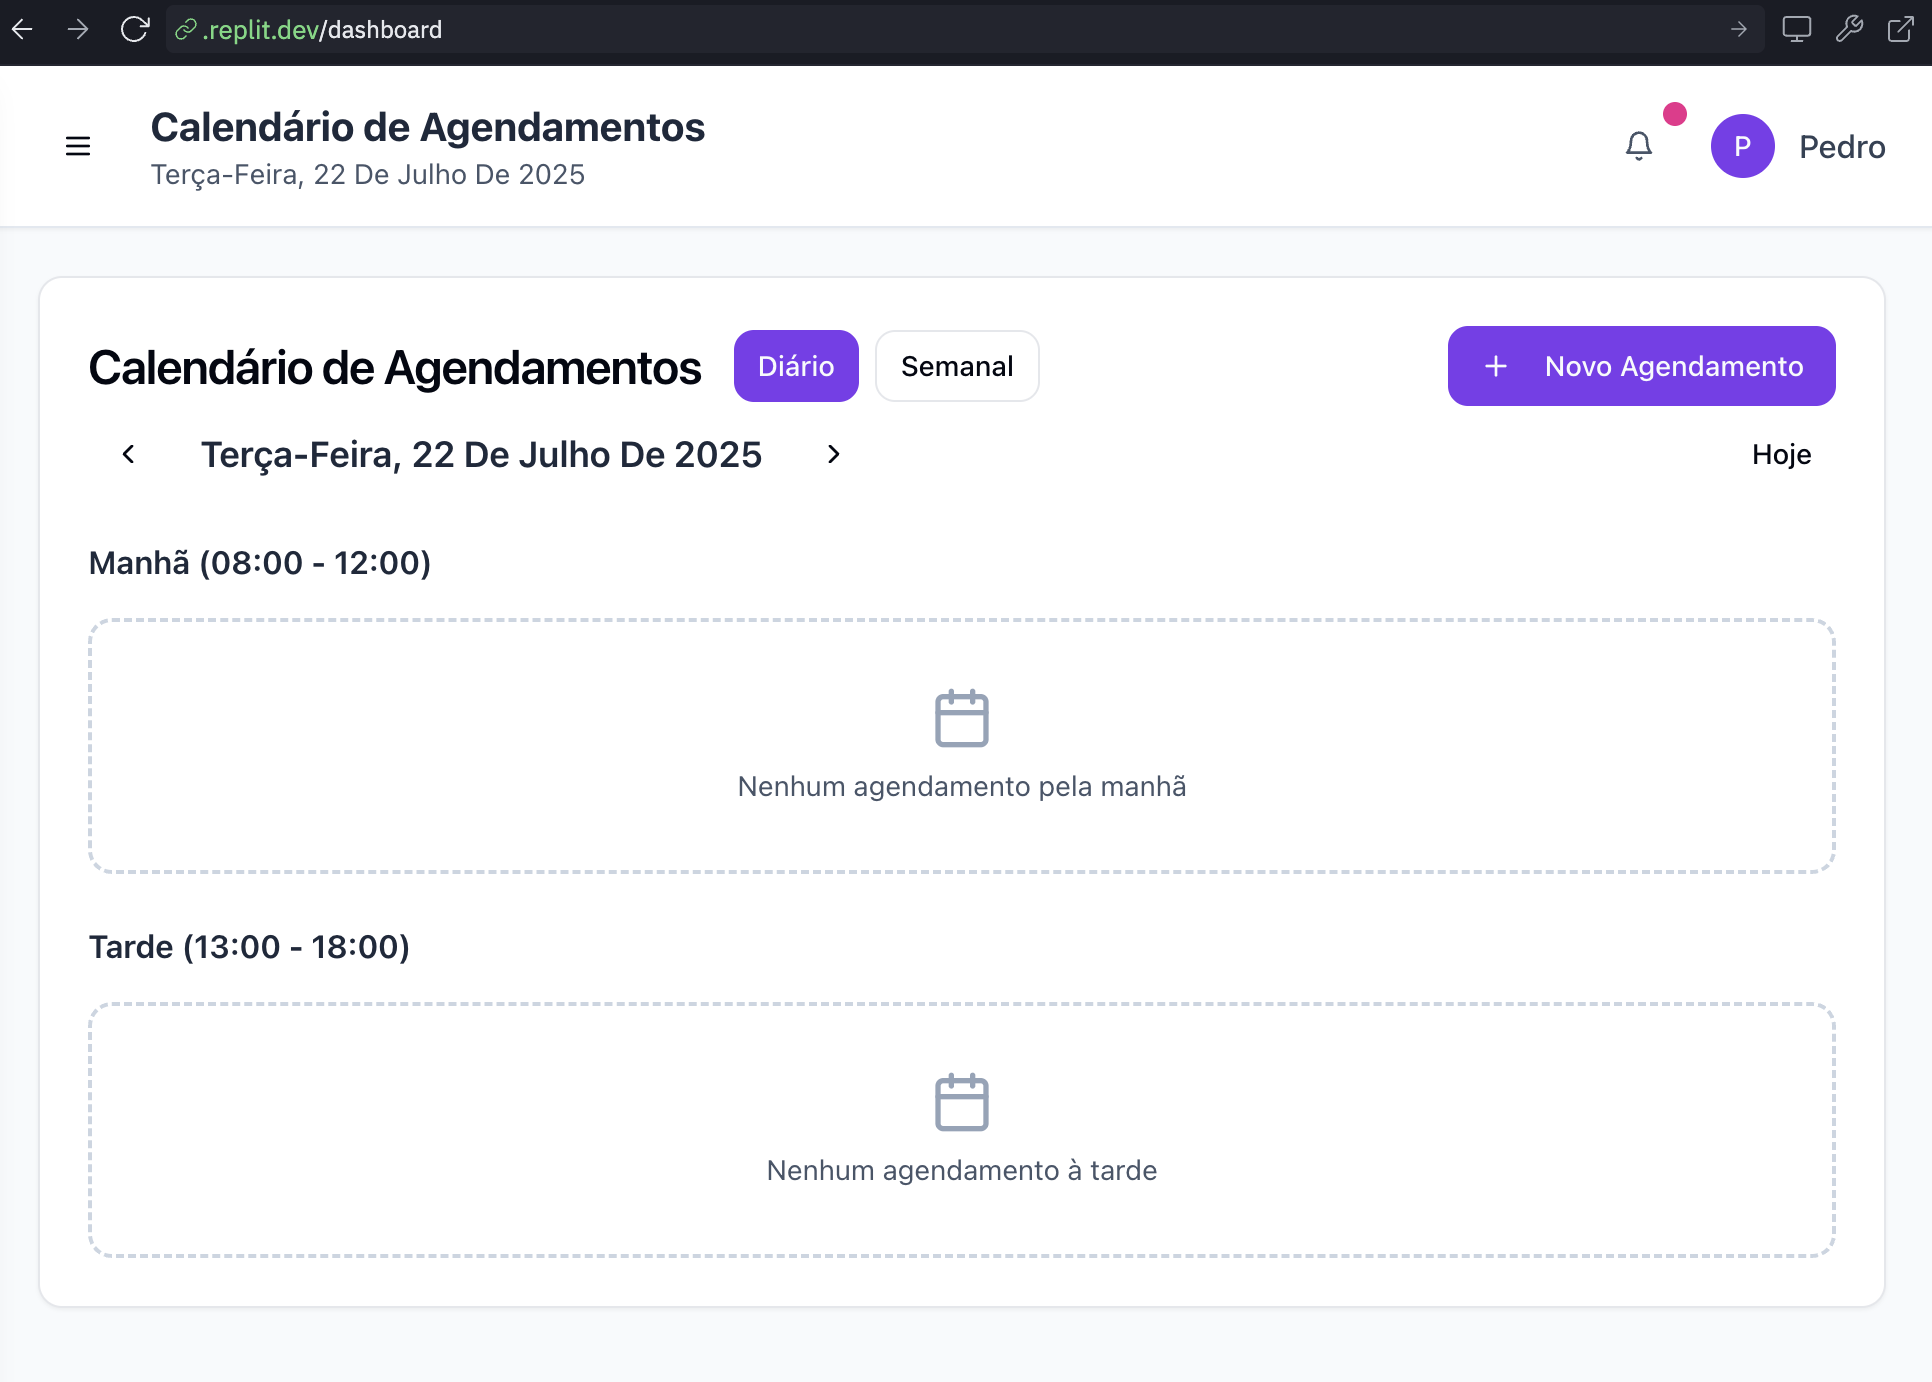 .replit.dev/dashboard
Calendário de Agendamentos
Terça-Feira, 22 De Julho De 2025
P
Pedro
Calendário de Agendamentos
Diário
Semanal
Novo Agendamento
Terça-Feira, 22 De Julho De 2025
Hoje
Manhã (08:00 - 12:00)
Nenhum agendamento pela manhã
Tarde (13:00 - 18:00)
Nenhum agendamento à tarde